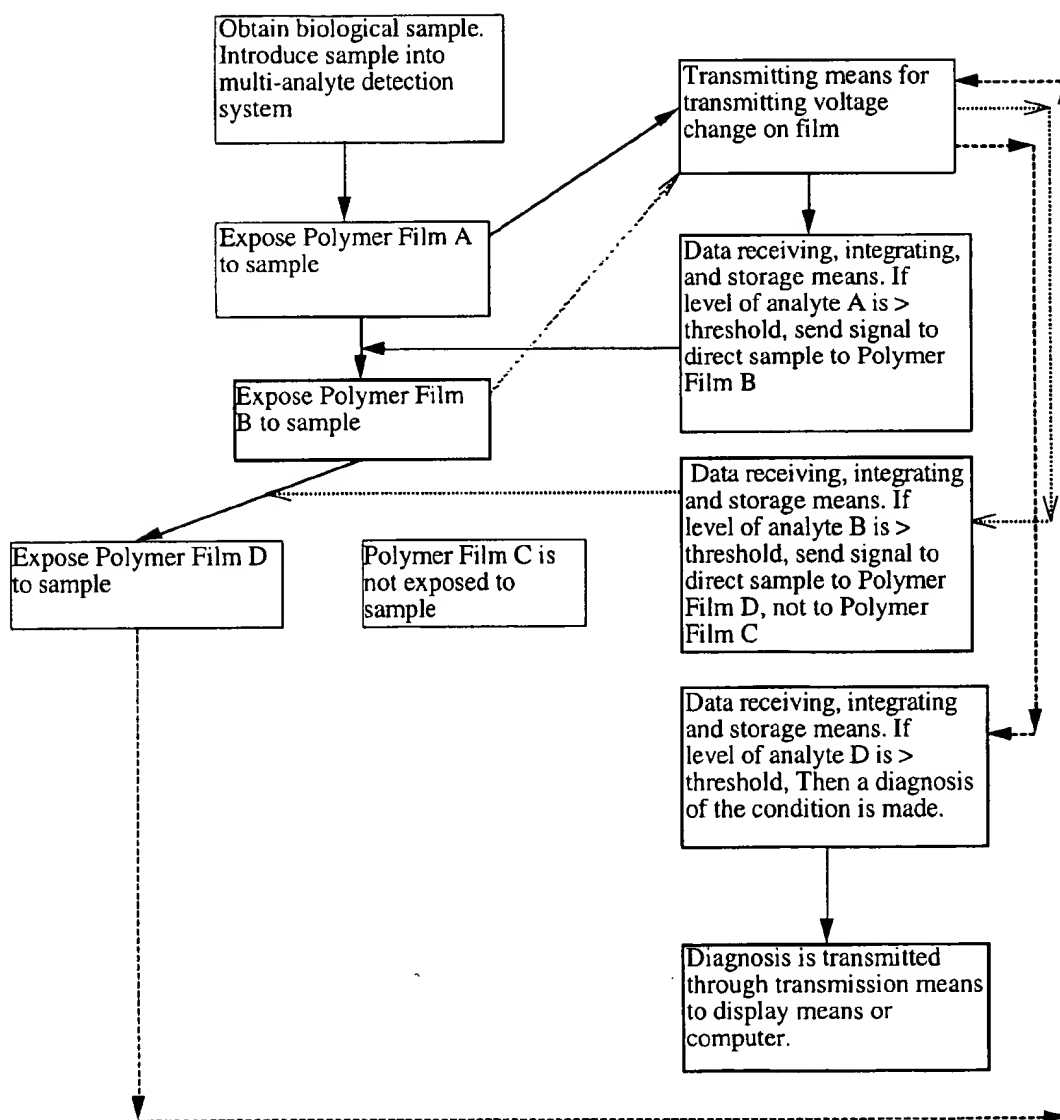 Obtain biological sample.
Introduce sample into
multi-analyte detection
system
Transmitting means for
transmitting voltage
change on film
Expose Polymer Film A
to sample
Data receiving, integrating,
and storage means. If
level of analyte A is >
threshold, send signal to
direct sample to Polymer
Film B
Expose Polymer Film
B to sample
Data receiving, integrating
and storage means. If
level of analyte B is >
threshold, send signal to
direct sample to Polymer
Film D, not to Polymer
Film C
Expose Polymer Film D
to sample
Polymer Film C is
not exposed to
sample
Data receiving, integrating
and storage means. If
level of analyte D is >
threshold, Then a diagnosis
of the condition is made.
Diagnosis is transmitted
through transmission means
to display means or
computer.